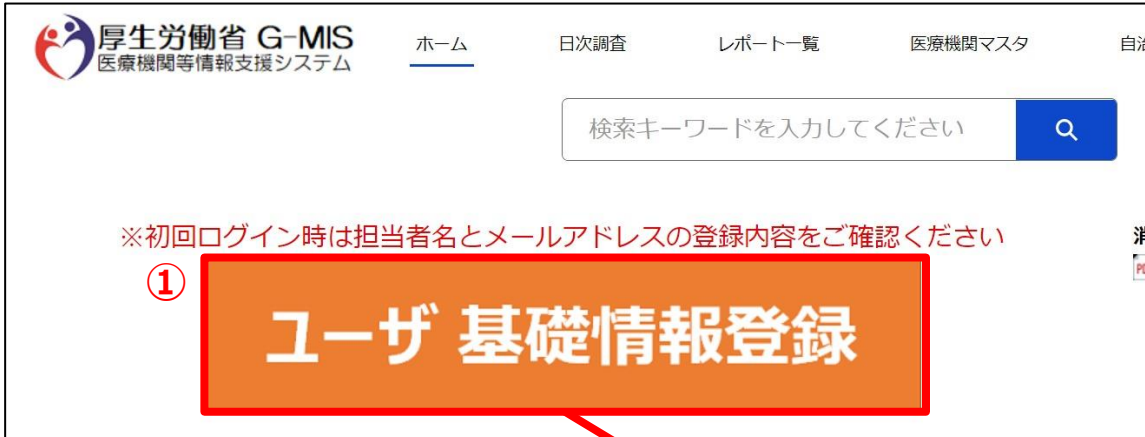 厚生労働省 G-MIS
医療機関等情報支援システム
ホーム 日次調査 レポート一覧 医療機関マスタ 自治
検索キーワードを入力してください
※初回ログイン時は担当者名とメールアドレスの登録内容をご確認ください
①
ユーザ 基礎情報登録